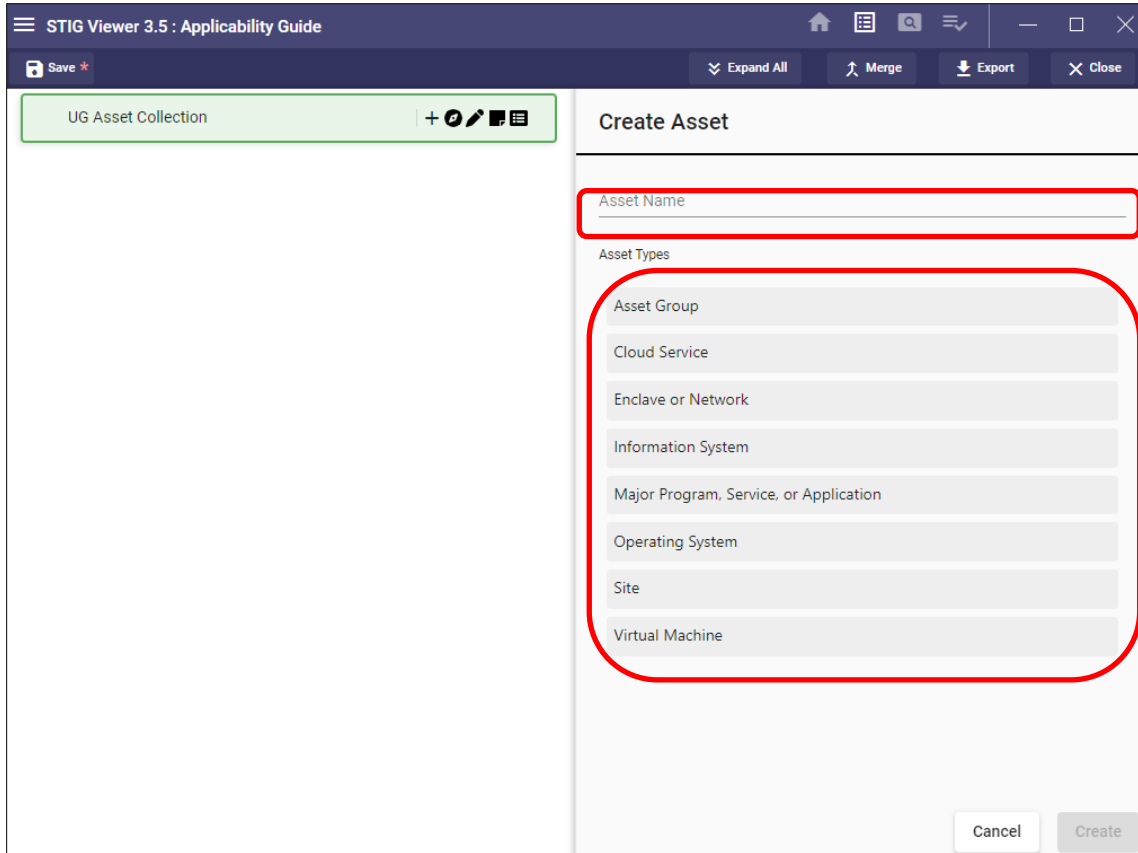 STIG Viewer 3.5 : Applicability Guide
Save *
Expand All
Merge
Export
Close
UG Asset Collection
Create Asset
Asset Name
Asset Types
Asset Group
Cloud Service
Enclave or Network
Information System
Major Program, Service, or Application
Operating System
Site
Virtual Machine
Cancel
Create